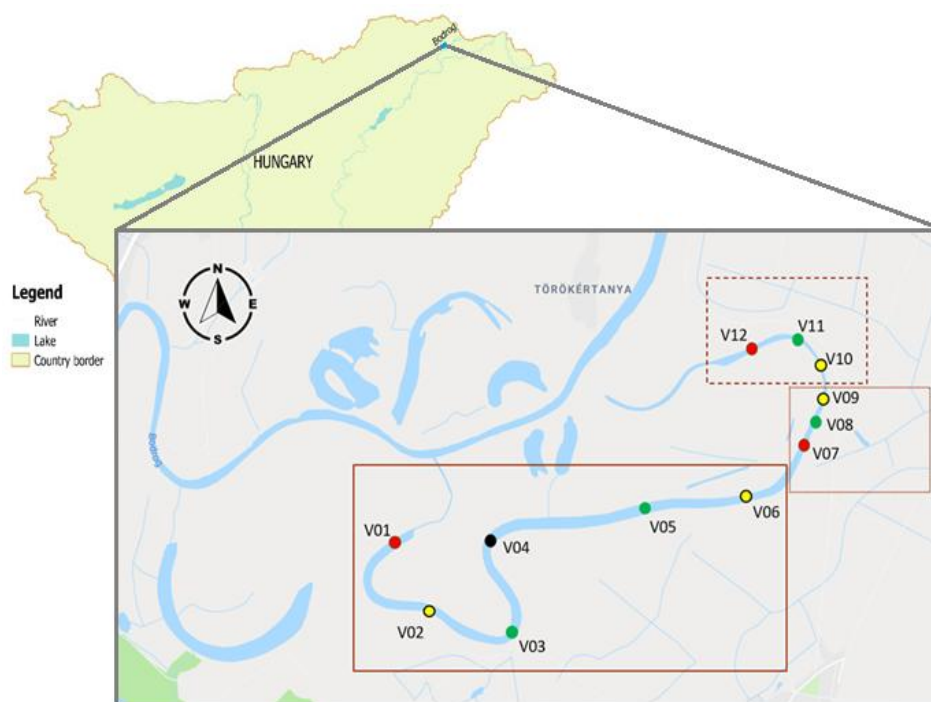 Bodrog
HUNGARY
Legend
River
Lake
Country border
N
W E
S
TÖRÖKÉRTANYA
V12
V11
V10
V09
V08
V07
Bodrog
V01
V04
V05
V06
V02
V03